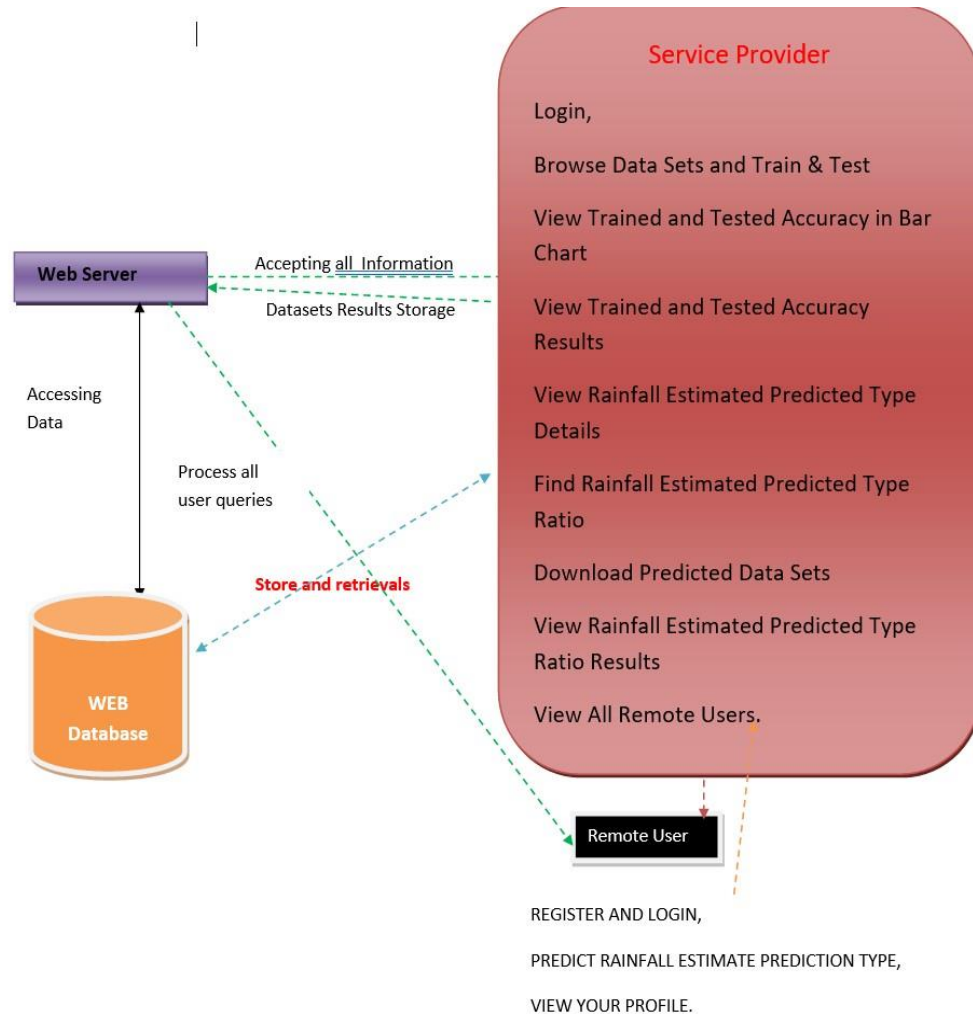 Service Provider
Login,
Browse Data Sets and Train & Test
View Trained and Tested Accuracy in Bar
Chart
View Trained and Tested Accuracy
Results
View Rainfall Estimated Predicted Type
Details
Find Rainfall Estimated Predicted Type
Ratio
Download Predicted Data Sets
View Rainfall Estimated Predicted Type
Ratio Results
View All Remote Users.
Web Server
Accepting all Information
Datasets Results Storage
Accessing
Data
Process all
user queries
Store and retrievals
WEB
Database
Remote User
REGISTER AND LOGIN,
PREDICT RAINFALL ESTIMATE PREDICTION TYPE,
VIEW YOUR PROFILE.